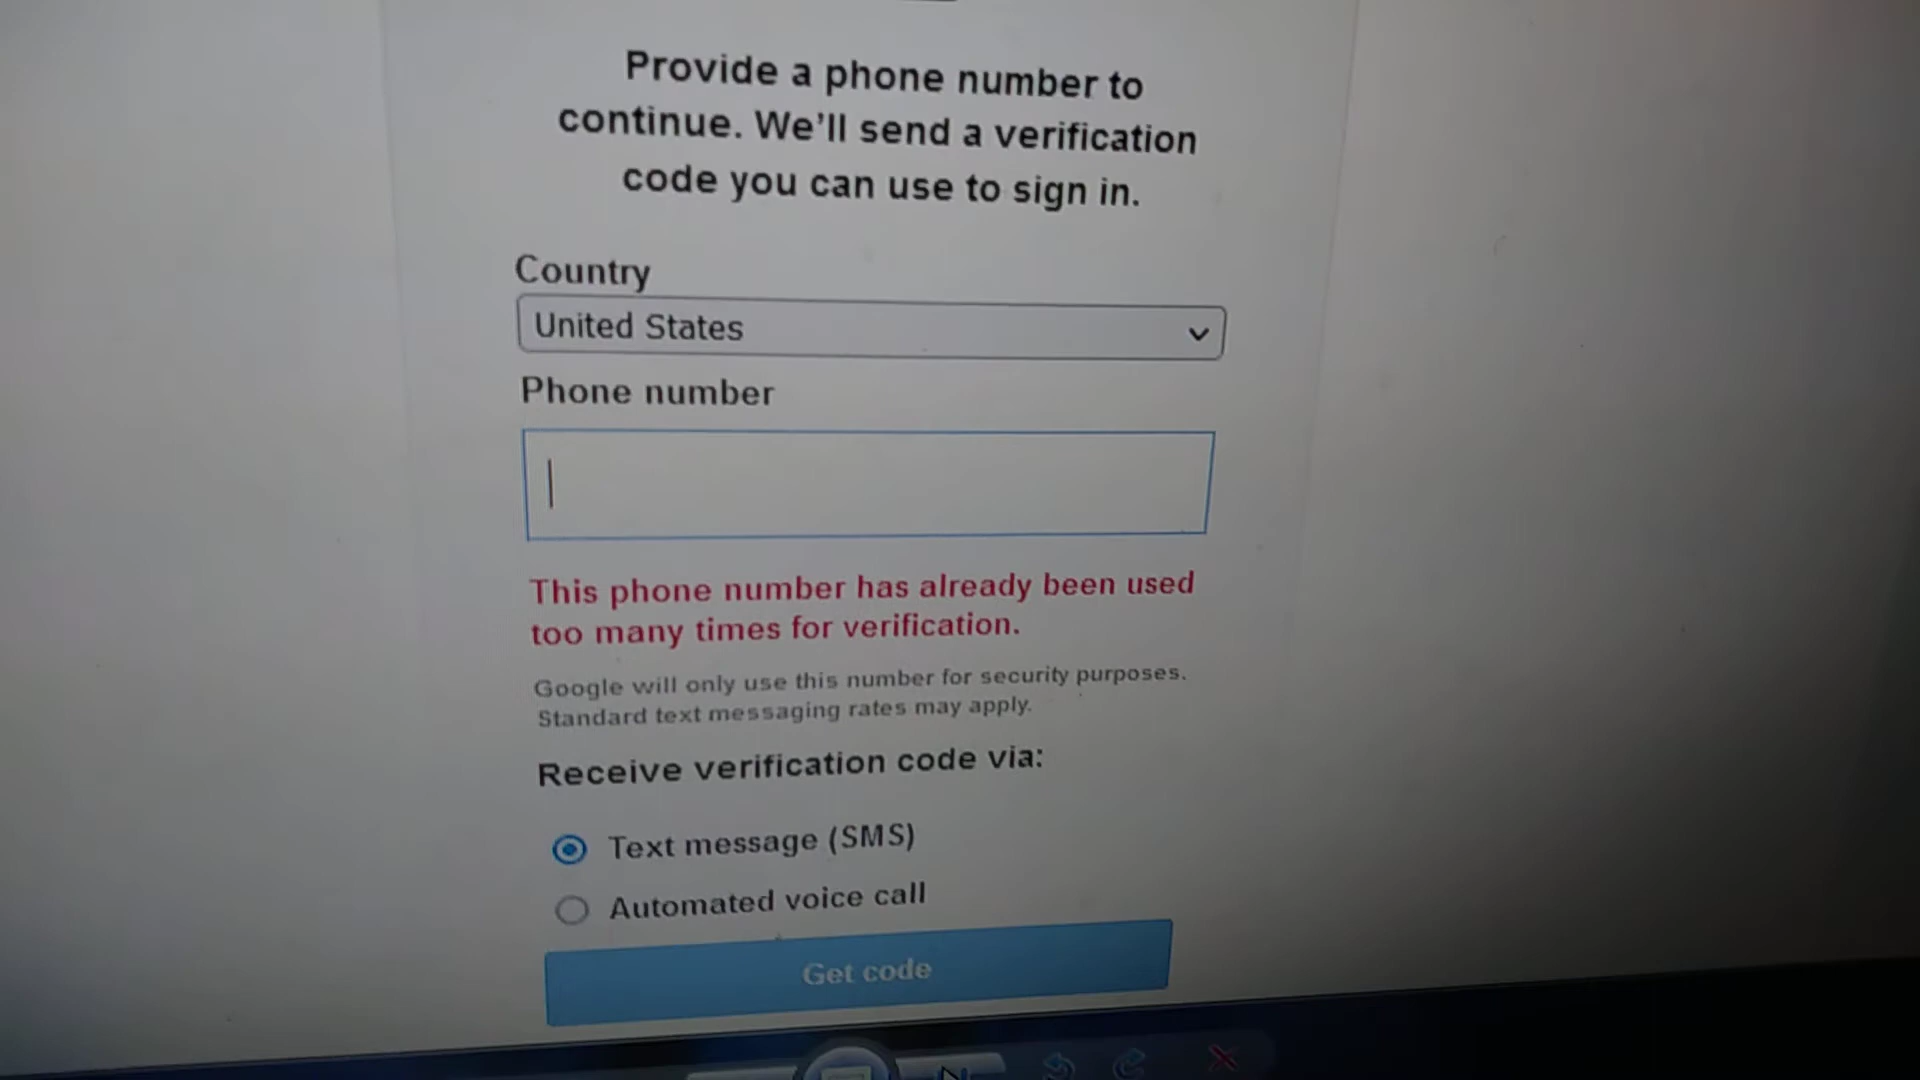 Provide a phone number to
continue. We'll send a verification
code you can use to sign in.
Country
United States
Phone number
This phone number has already been used
too many times for verification.
Google will only use this number for security purposes.
Standard text messaging rates may apply.
Receive verification code via:
Text message (SMS)
Automated voice call
Get code